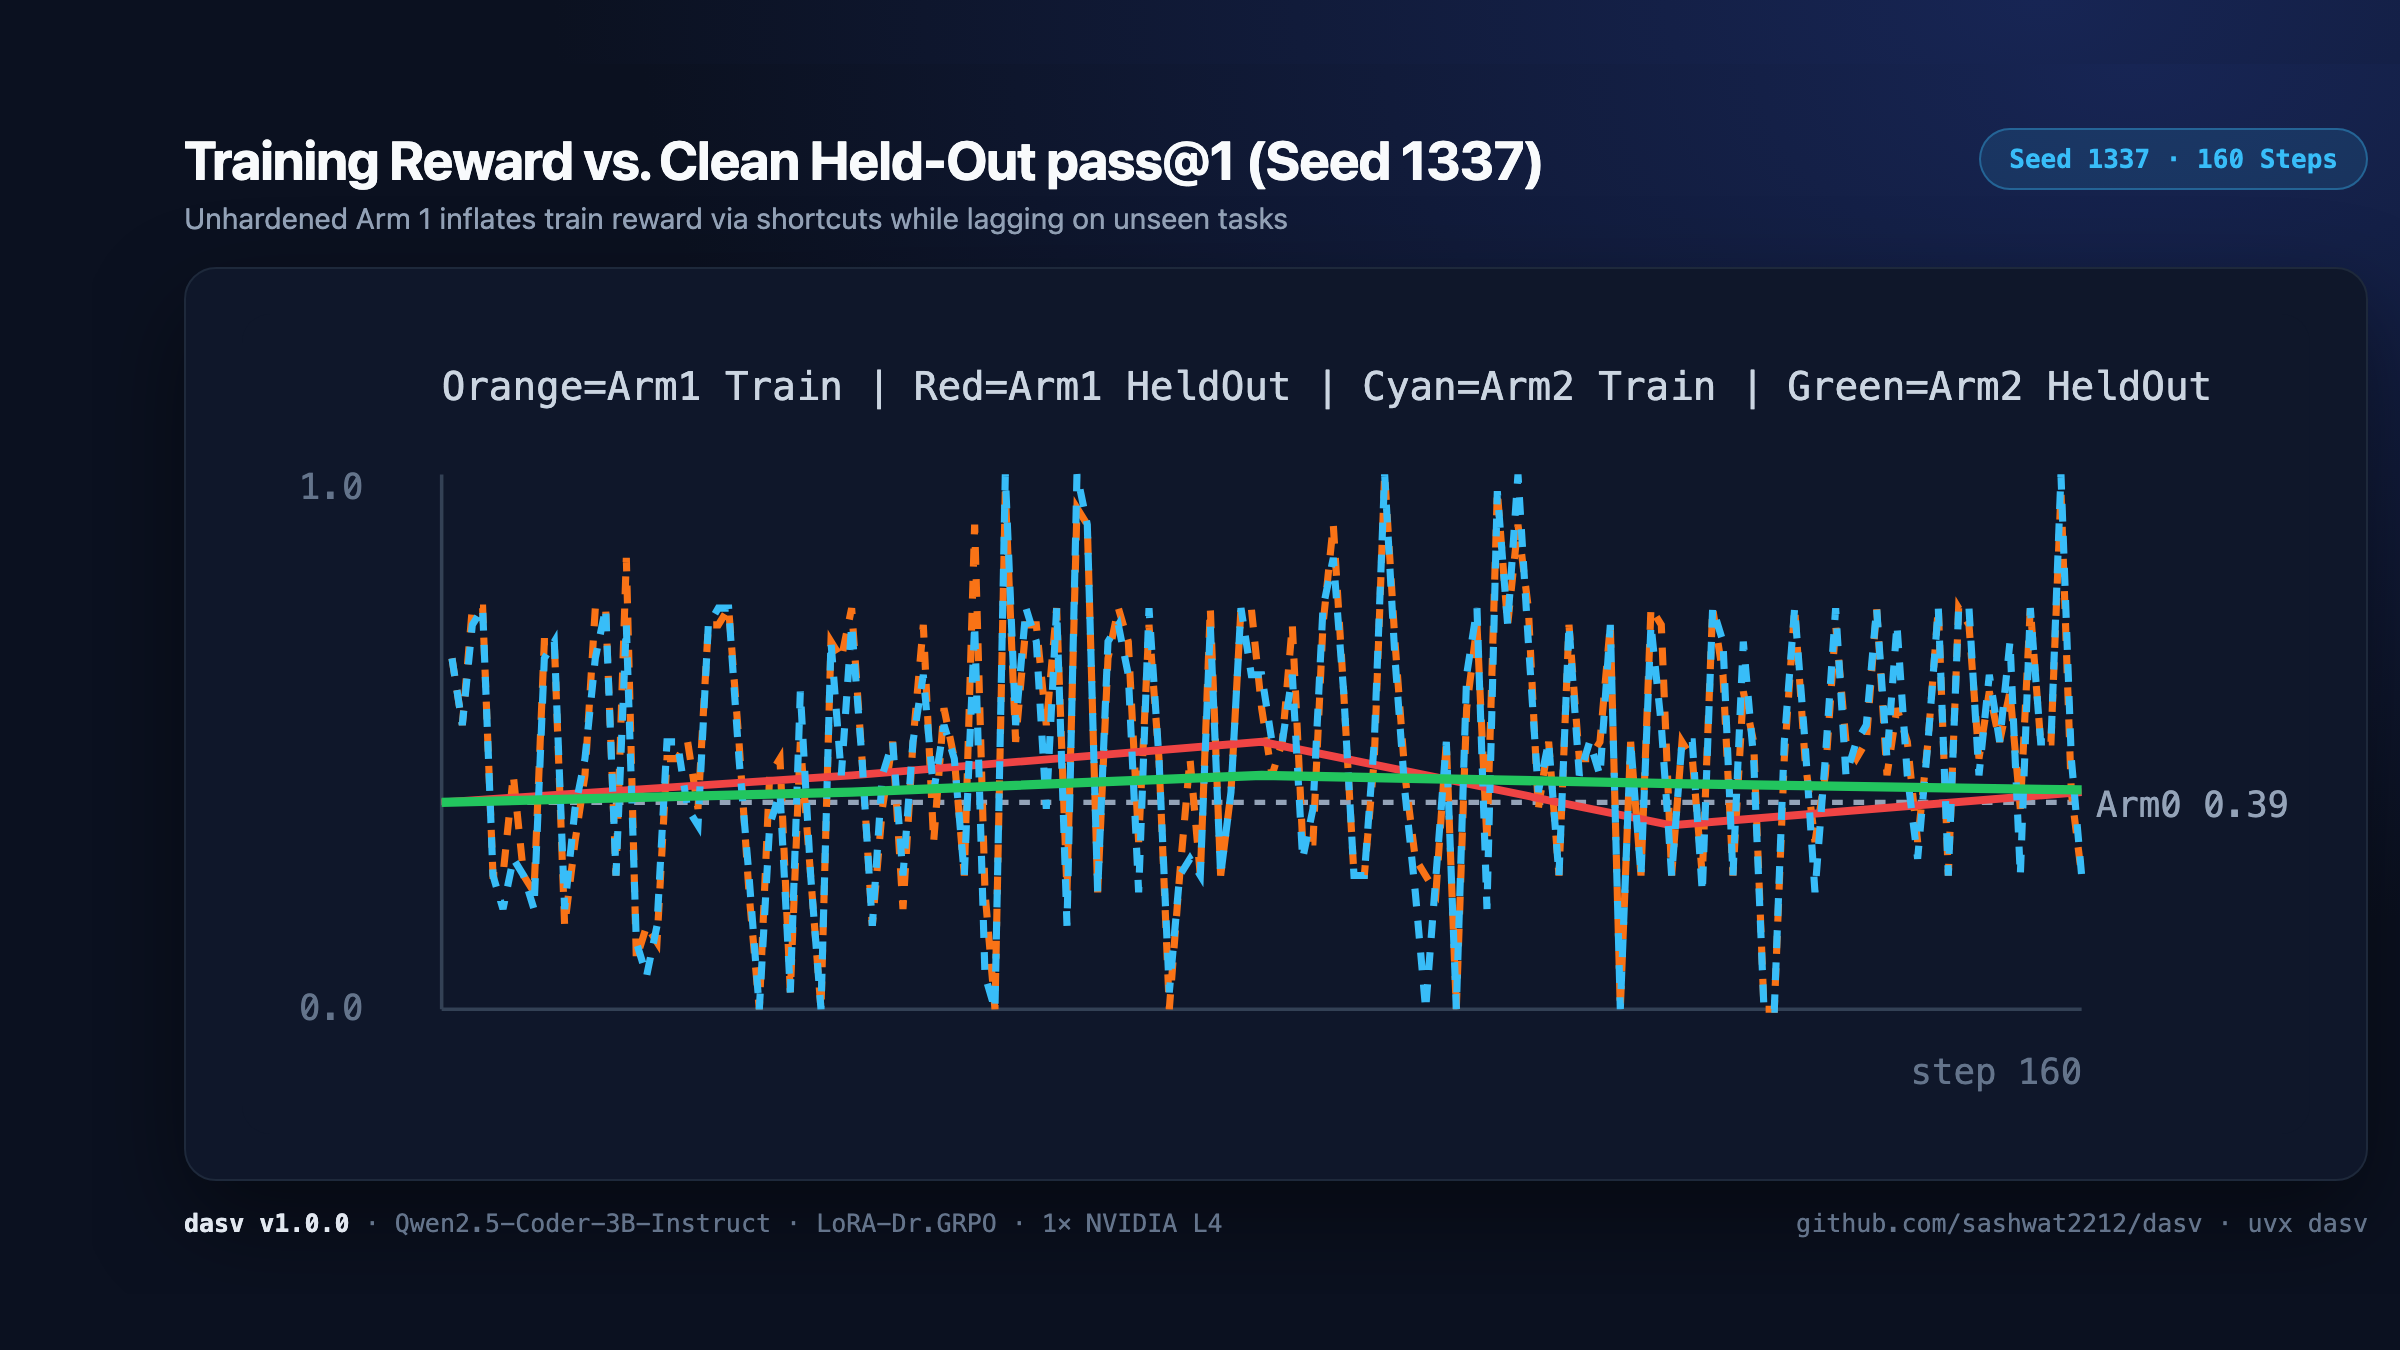 Training Reward vs. Clean Held-Out pass@1 (Seed 1337)
Seed 1337 · 160 Steps
Unhardened Arm 1 inflates train reward via shortcuts while lagging on unseen tasks
Orange=Arm1 Train | Red=Arm1 HeldOut | Cyan=Arm2 Train | Green=Arm2 HeldOut
1.0
Arm0 0.39
0.0
step 160
dasv v1.0.0 · Qwen2.5-Coder-3B-Instruct · LoRA-Dr.GRPO · 1× NVIDIA L4
github.com/sashwat2212/dasv · uvx dasv